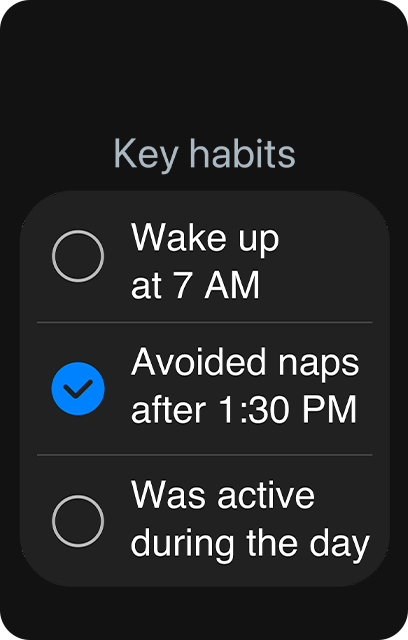 Key habits
Wake up
at 7 AM
Avoided naps
after 1:30 PM
Was active
during the day